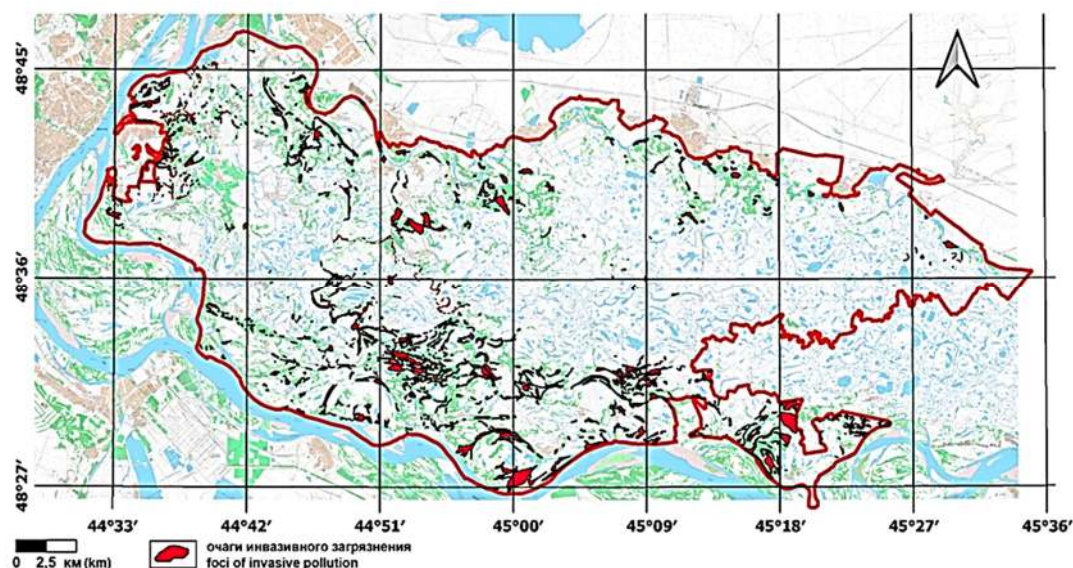 48°45′
48°36′
48°27′
44°33′ 44°42′ 44°51′ 45°00′ 45°09′ 45°18′ 45°27′ 45°36′
0 2,5 км (km)
очаги инвазивного загрязнения
foci of invasive pollution